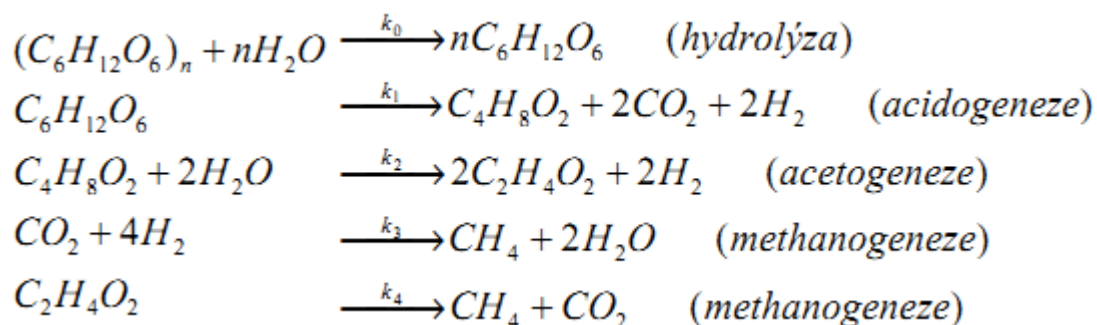 (C₆H₁₂O₆)ₙ + nH₂O —k₀→ nC₆H₁₂O₆ (hydrolýza)
C₆H₁₂O₆ —k₁→ C₄H₈O₂ + 2CO₂ + 2H₂ (acidogeneze)
C₄H₈O₂ + 2H₂O —k₂→ 2C₂H₄O₂ + 2H₂ (acetogeneze)
CO₂ + 4H₂ —k₃→ CH₄ + 2H₂O (methanogeneze)
C₂H₄O₂ —k₄→ CH₄ + CO₂ (methanogeneze)